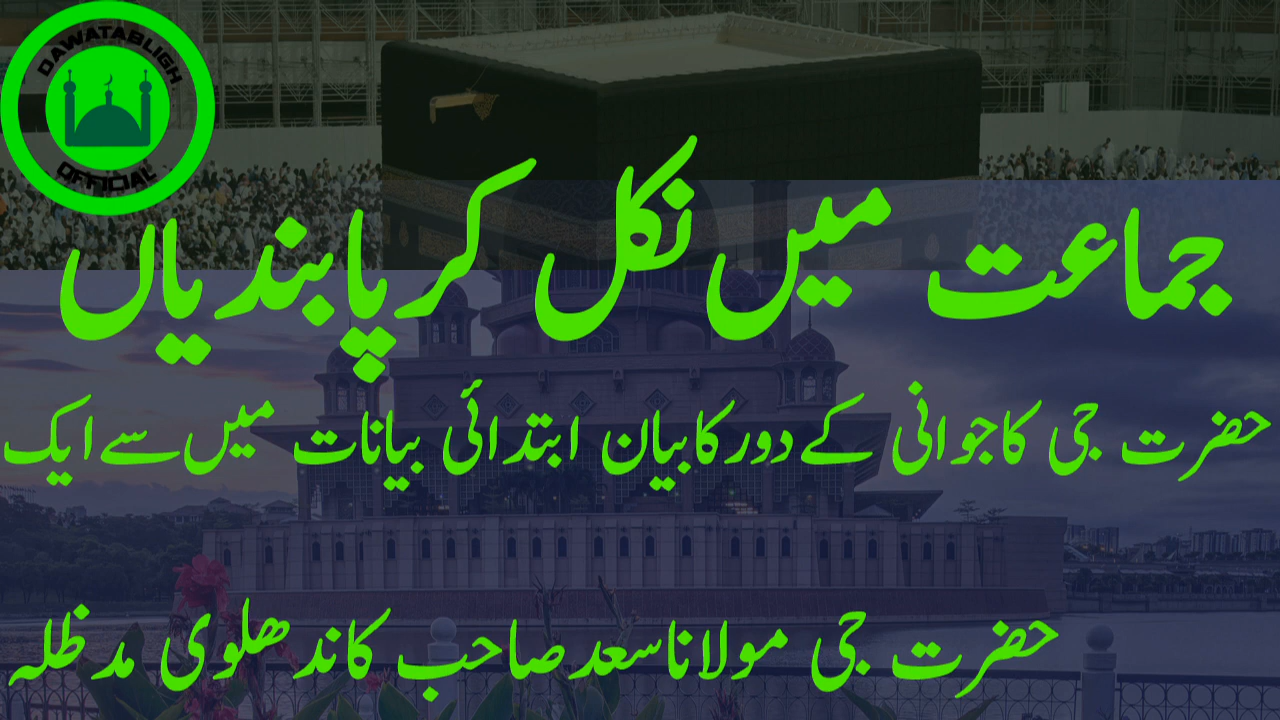 DAWATABLIGH
OFFICIAL
جماعت میں نکل کر پابندیاں
حضرت جی کا جوانی کے دور کا بیان ابتدائی بیانات میں سے ایک
حضرت جی مولانا سعد صاحب کاندھلوی مدظلہ